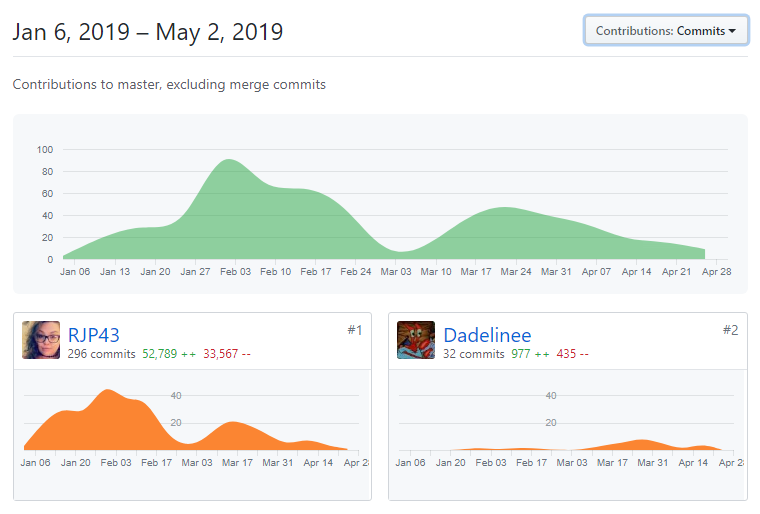 Jan 6, 2019 – May 2, 2019
Contributions: Commits
Contributions to master, excluding merge commits
100
80
60
40
20
0
Jan 06 Jan 13 Jan 20 Jan 27 Feb 03 Feb 10 Feb 17 Feb 24 Mar 03 Mar 10 Mar 17 Mar 24 Mar 31 Apr 07 Apr 14 Apr 21 Apr 28
RJP43 #1
296 commits 52,789 ++ 33,567 --
40
20
Jan 06 Jan 20 Feb 03 Feb 17 Mar 03 Mar 17 Mar 31 Apr 14 Apr 2
Dadelinee #2
32 commits 977 ++ 435 --
40
20
Jan 06 Jan 20 Feb 03 Feb 17 Mar 03 Mar 17 Mar 31 Apr 14 Apr 2